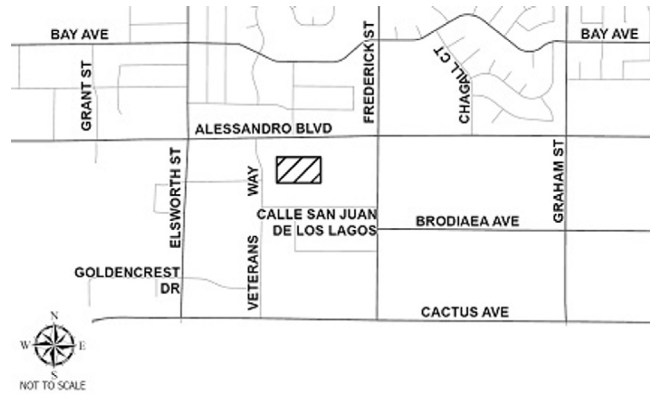 BAY AVE
BAY AVE
GRANT ST
FREDERICK ST
CHAGALL CT
ALESSANDRO BLVD
ELSWORTH ST
VETERANS WAY
GRAHAM ST
CALLE SAN JUAN
DE LOS LAGOS
BRODIAEA AVE
GOLDENCREST
DR
CACTUS AVE
N
W
E
S
NOT TO SCALE